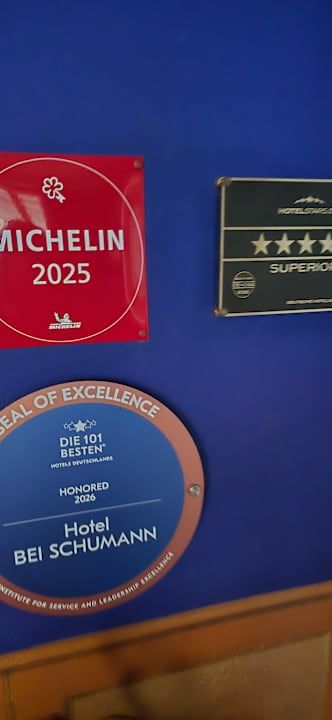 MICHELIN
2025
MICHELIN
HOTELSTARS
SUPERIOR
SEAL OF EXCELLENCE
DIE 101
BESTEN
HOTELS DEUTSCHLANDS
HONORED
2026
Hotel
BEI SCHUMANN
INSTITUTE FOR SERVICE AND LEADERSHIP EXCELLENCE